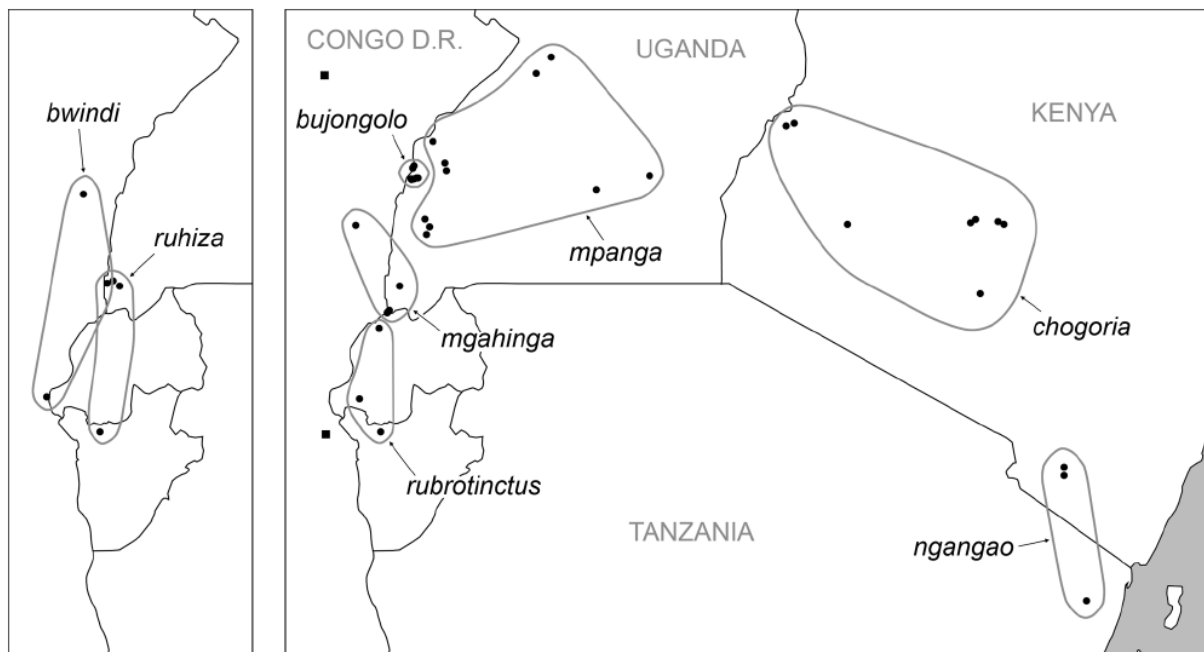 bwindi
ruhiza
CONGO D.R.
UGANDA
KENYA
bujongolo
mpanga
mgahinga
chogoria
rubrotinctus
TANZANIA
ngangao